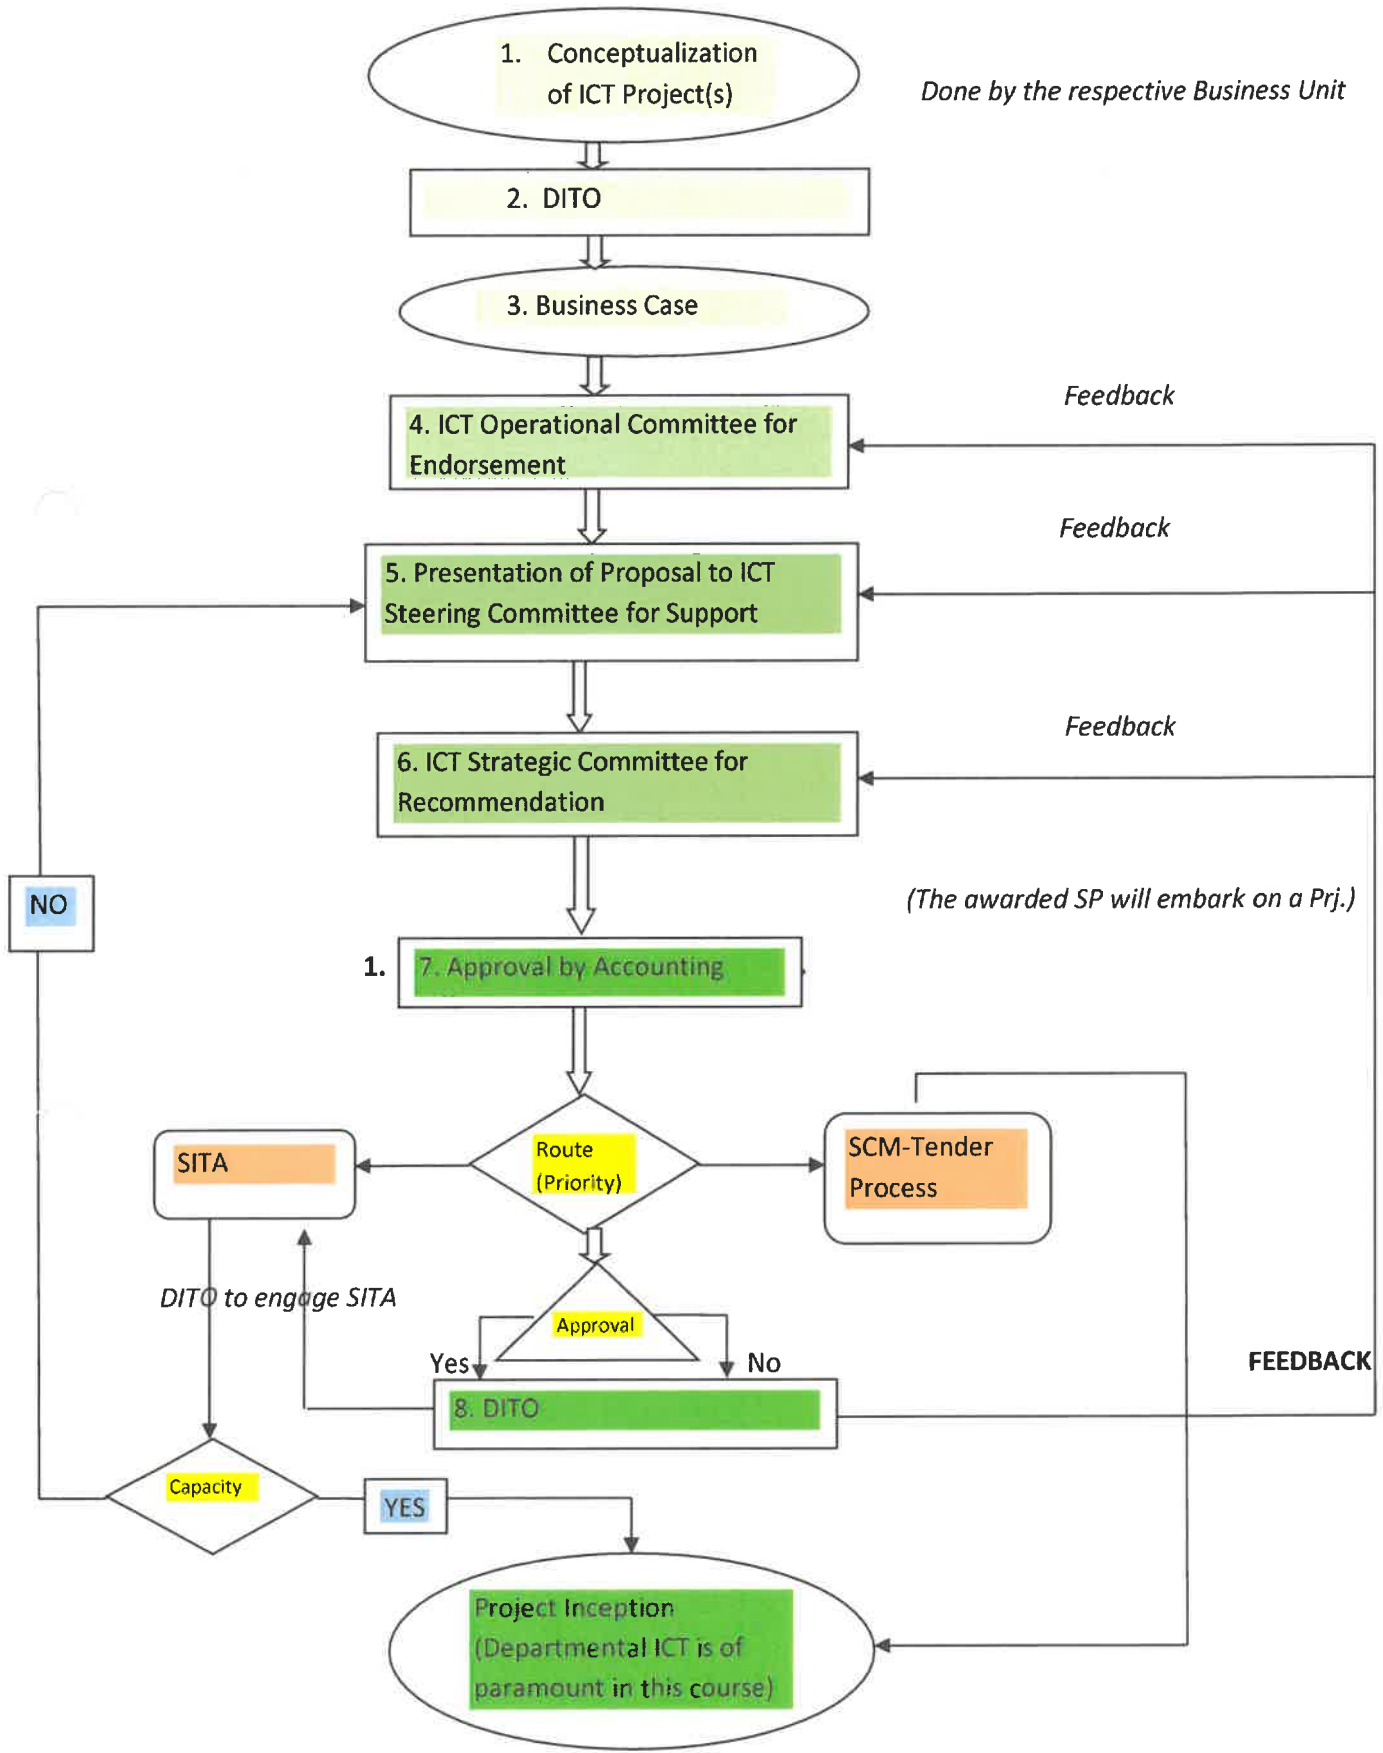 1. Conceptualization
of ICT Project(s)
Done by the respective Business Unit
2. DITO
3. Business Case
Feedback
4. ICT Operational Committee for
Endorsement
Feedback
5. Presentation of Proposal to ICT
Steering Committee for Support
Feedback
6. ICT Strategic Committee for
Recommendation
NO
(The awarded SP will embark on a Prj.)
1.
7. Approval by Accounting
Route
(Priority)
SITA
SCM-Tender
Process
DITO to engage SITA
Approval
Yes
No
FEEDBACK
8. DITO
Capacity
YES
Project Inception
(Departmental ICT is of
paramount in this course)